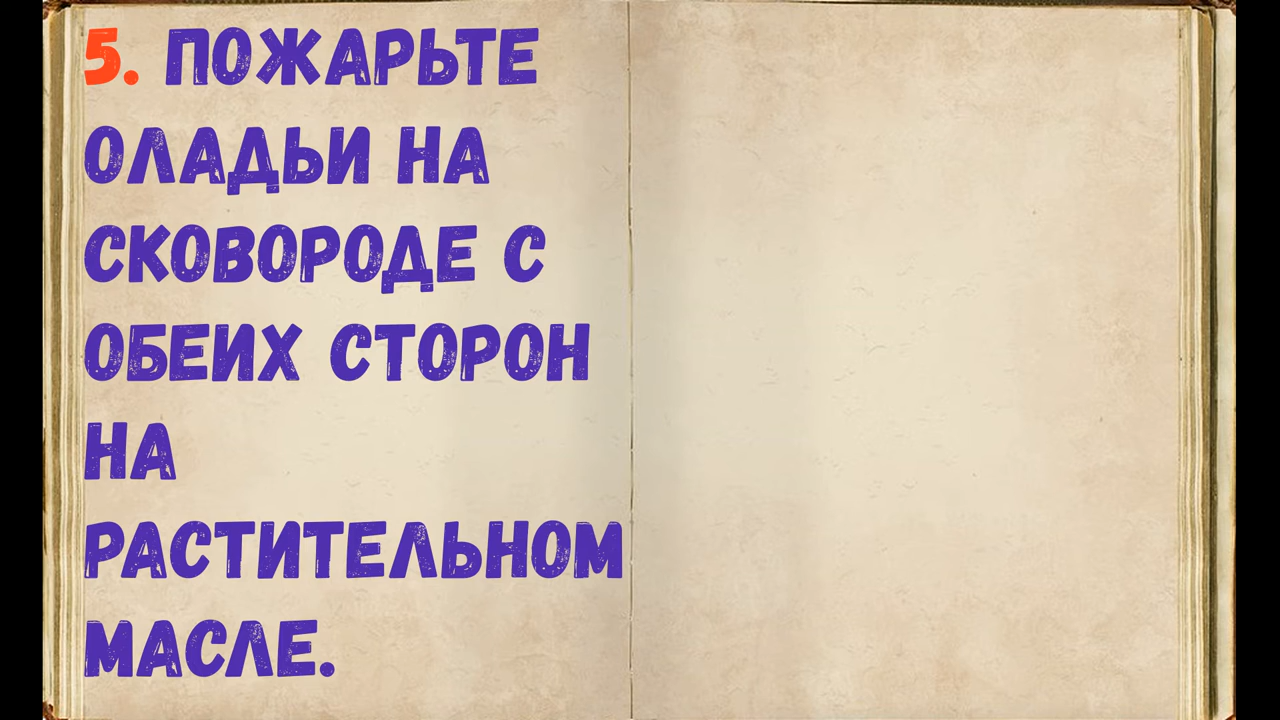 5. ПОЖАРЬТЕ
ОЛАДЬИ НА
СКОВОРОДЕ С
ОБЕИХ СТОРОН
НА
РАСТИТЕЛЬНОМ
МАСЛЕ.